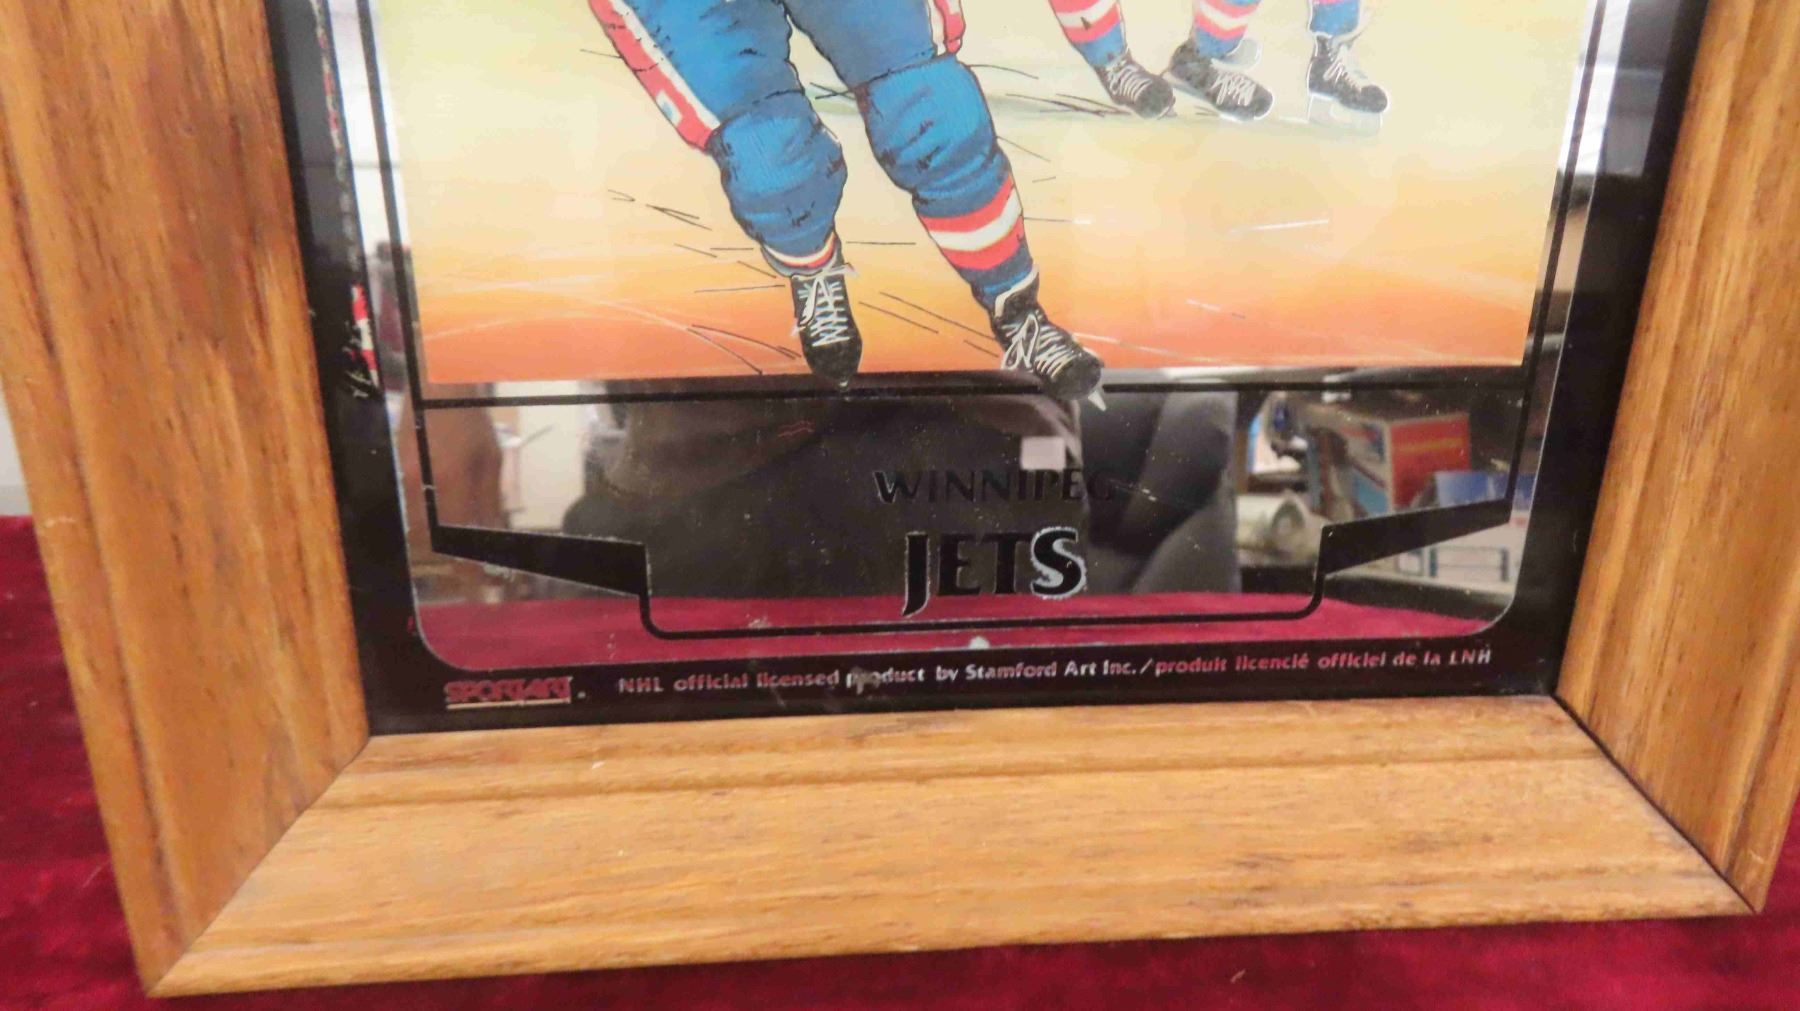 WINNIPEG
JETS
SPORTART. NHL official licensed product by Stamford Art Inc./produit licencié officiel de la LNH